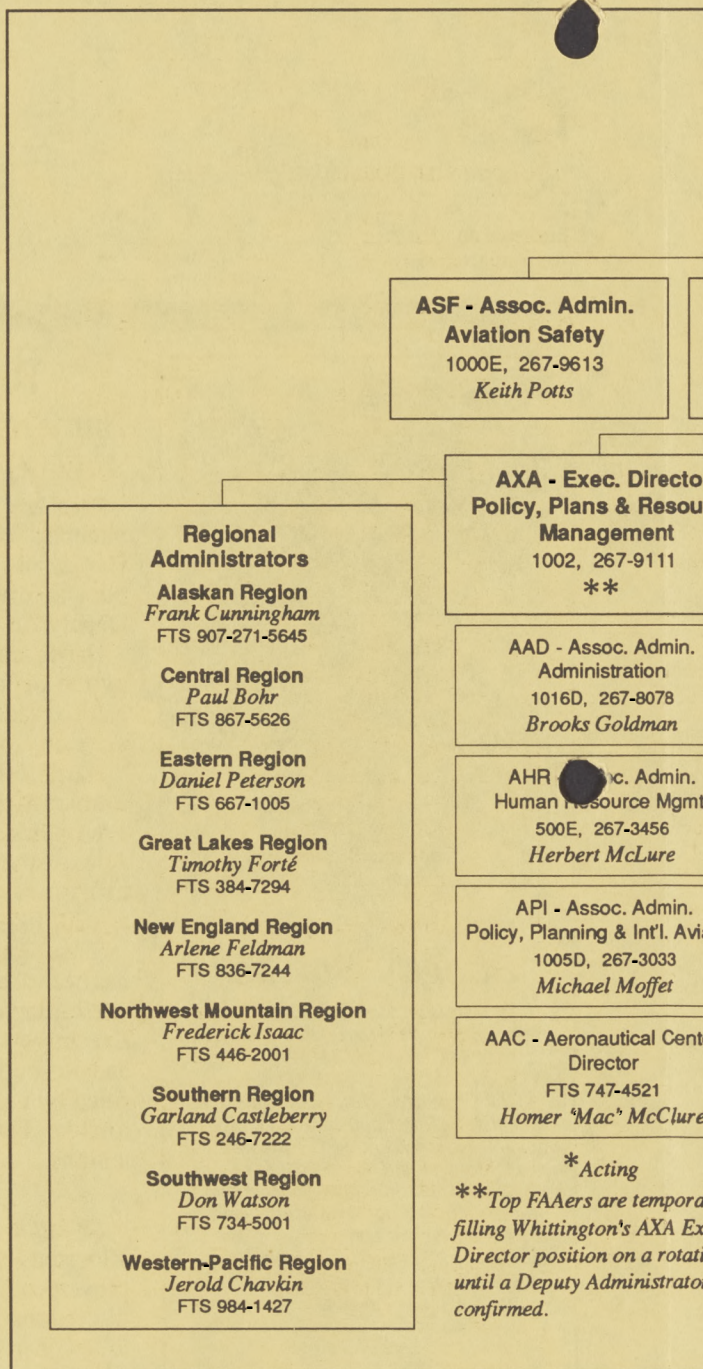 ASF - Assoc. Admin.
Aviation Safety
1000E, 267-9613
Keith Potts
AXA - Exec. Directo
Policy, Plans & Resou
Management
1002, 267-9111
**
Regional
Administrators
Alaskan Region
Frank Cunningham
FTS 907-271-5645
Central Region
Paul Bohr
FTS 867-5626
Eastern Region
Daniel Peterson
FTS 667-1005
Great Lakes Region
Timothy Forté
FTS 384-7294
New England Region
Arlene Feldman
FTS 836-7244
Northwest Mountain Region
Frederick Isaac
FTS 446-2001
Southern Region
Garland Castleberry
FTS 246-7222
Southwest Region
Don Watson
FTS 734-5001
Western-Pacific Region
Jerold Chavkin
FTS 984-1427
AAD - Assoc. Admin.
Administration
1016D, 267-8078
Brooks Goldman
AHR c. Admin.
Human Resource Mgmt
500E, 267-3456
Herbert McLure
API - Assoc. Admin.
Policy, Planning & Int'l. Avi
1005D, 267-3033
Michael Moffet
AAC - Aeronautical Cent
Director
FTS 747-4521
Homer "Mac" McClure
*Acting
**Top FAAers are tempora
filling Whittington's AXA Ex
Director position on a rotati
until a Deputy Administrato
confirmed.